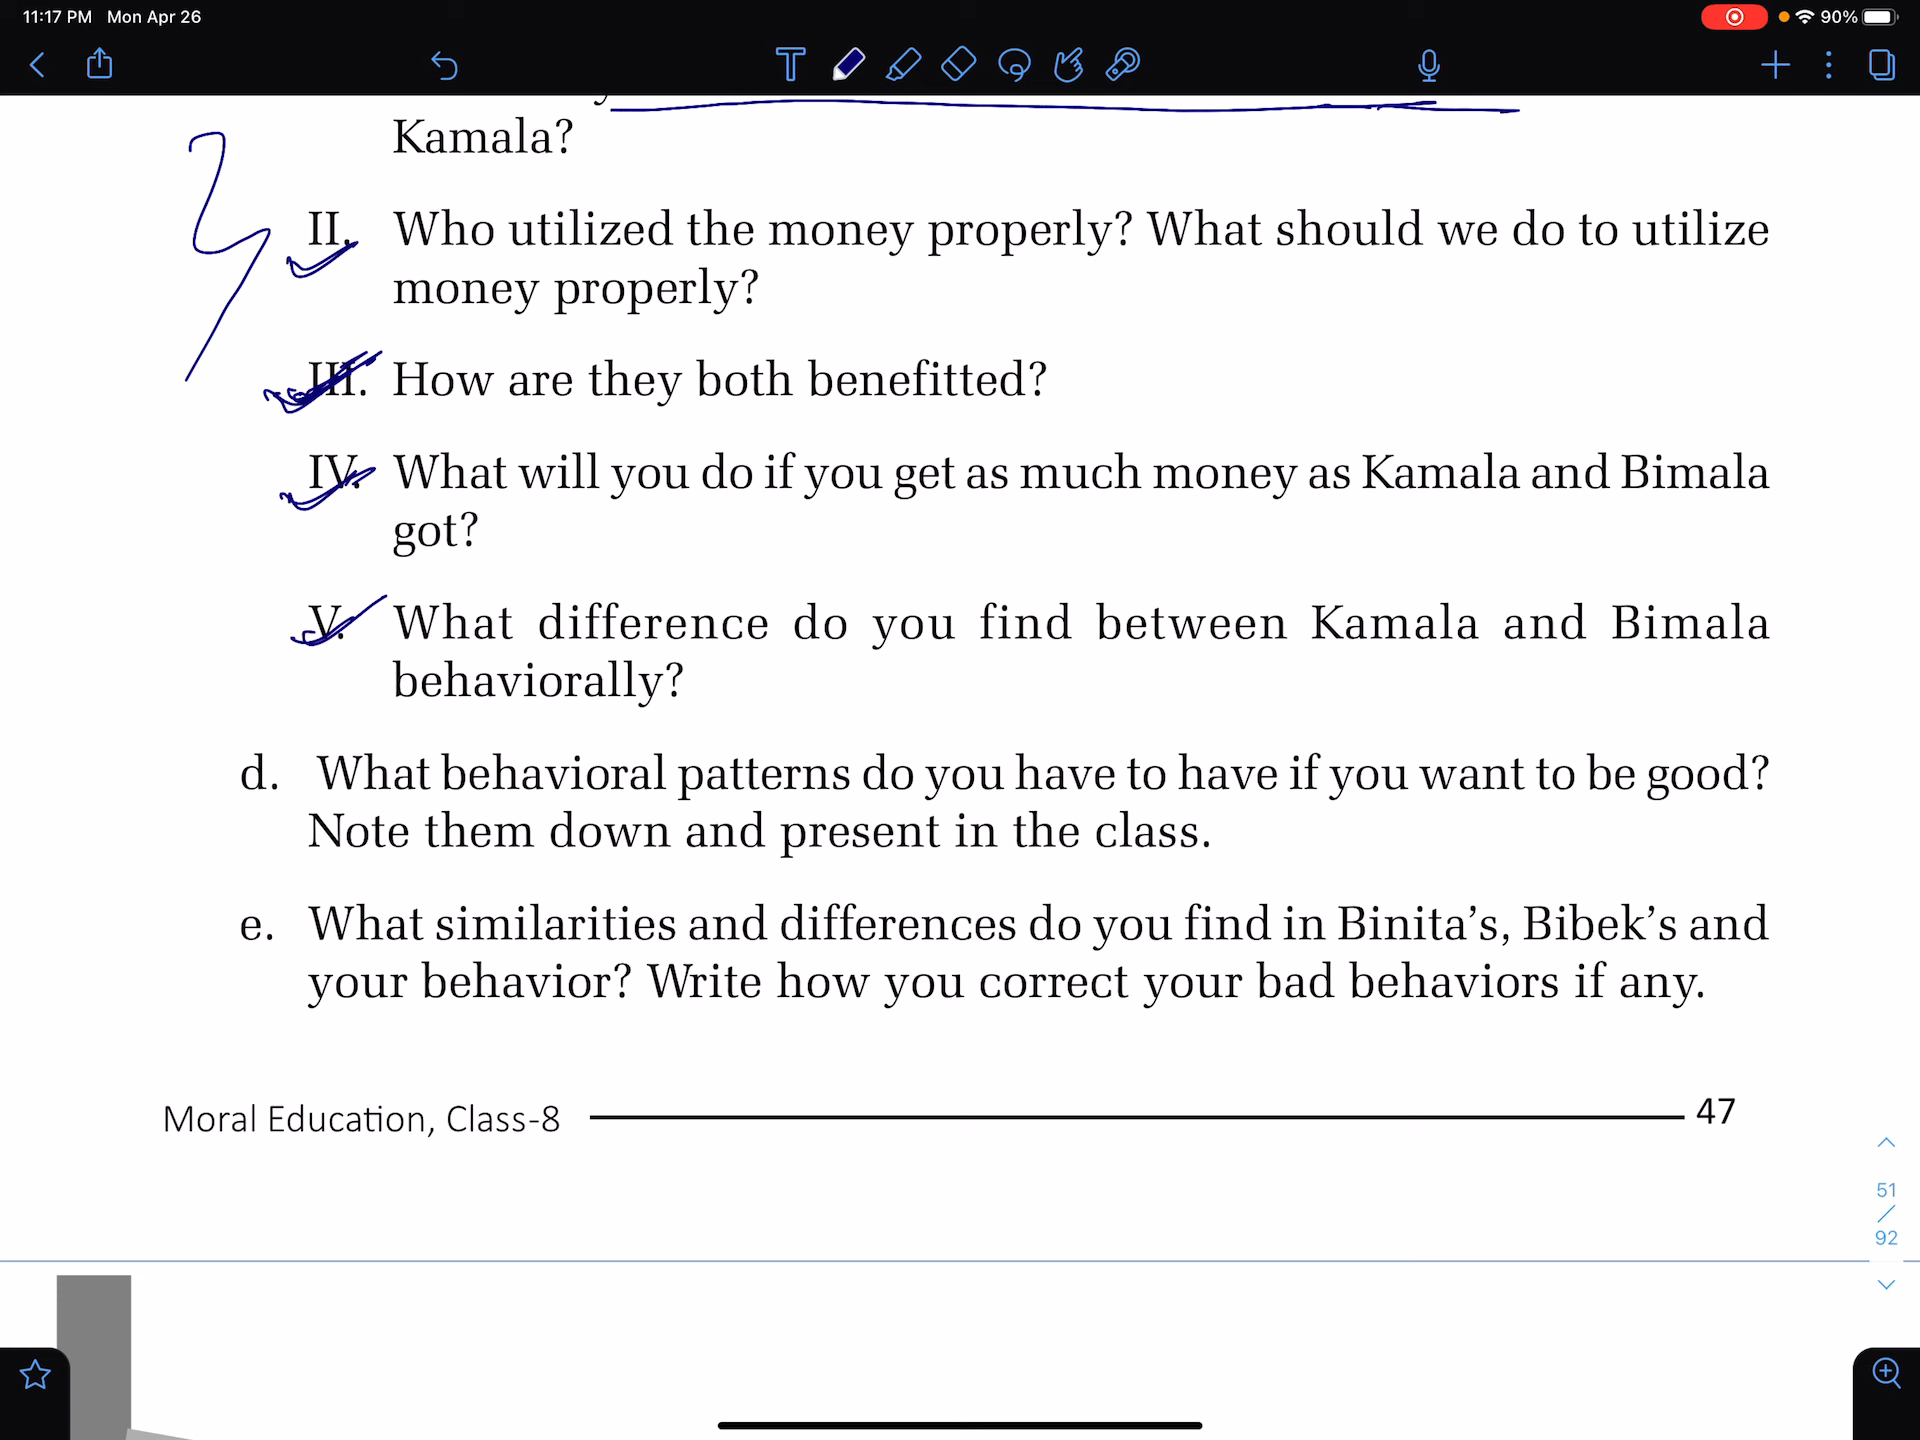 11:17 PM Mon Apr 26
90%
Kamala?
II. Who utilized the money properly? What should we do to utilize
money properly?
III. How are they both benefitted?
IV. What will you do if you get as much money as Kamala and Bimala
got?
V. What difference do you find between Kamala and Bimala
behaviorally?
d. What behavioral patterns do you have to have if you want to be good?
Note them down and present in the class.
e. What similarities and differences do you find in Binita's, Bibek's and
your behavior? Write how you correct your bad behaviors if any.
Moral Education, Class-8 47
51
/
92